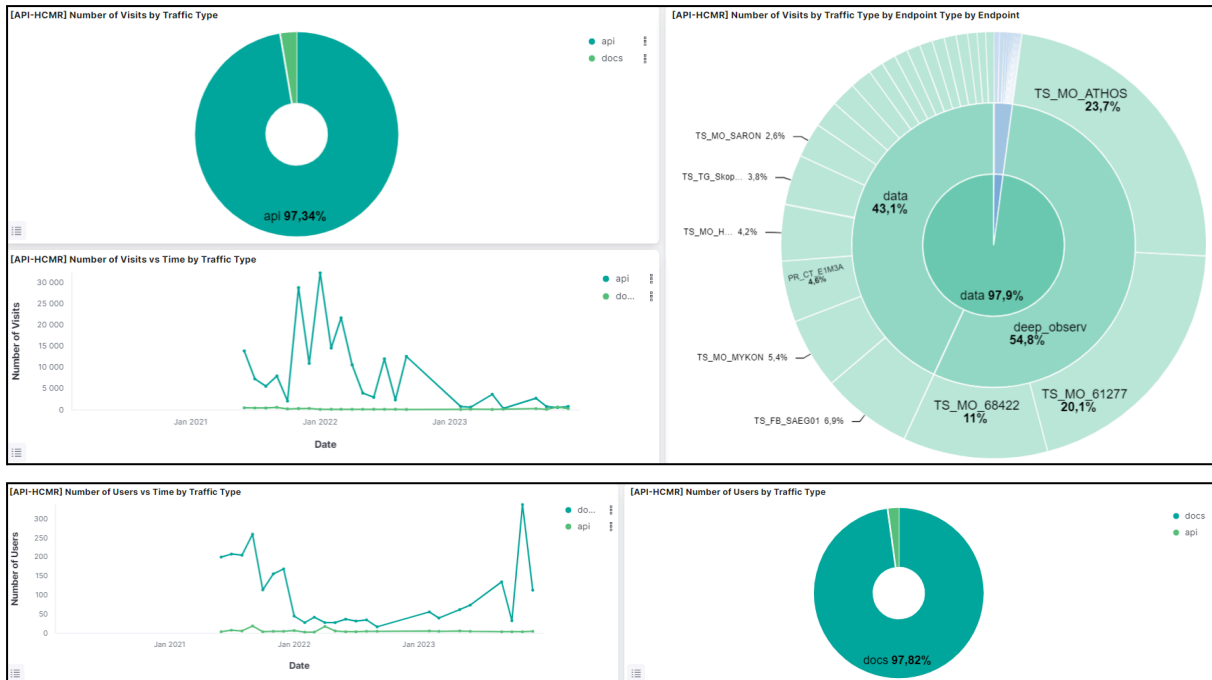 [API-HCMR] Number of Visits by Traffic Type
api
docs
api 97,34%
[API-HCMR] Number of Visits vs Time by Traffic Type
api
do...
Number of Visits
30 000
25 000
20 000
15 000
10 000
5 000
0
Jan 2021
Jan 2022
Jan 2023
Date
[API-HCMR] Number of Visits by Traffic Type by Endpoint Type by Endpoint
TS_MO_ATHOS
23,7%
TS_MO_SARON 2,6%
TS_TG_Skop... 3,8%
data
43,1%
TS_MO_H... 4,2%
PR_CT_E1M3A
4,6%
data 97,9%
deep_observ
54,8%
TS_MO_MYKON 5,4%
TS_MO_61277
20,1%
TS_MO_68422
11%
TS_FB_SAEG01 6,9%
[API-HCMR] Number of Users vs Time by Traffic Type
do...
api
Number of Users
300
250
200
150
100
50
0
Jan 2021
Jan 2022
Jan 2023
Date
[API-HCMR] Number of Users by Traffic Type
docs
api
docs 97,82%